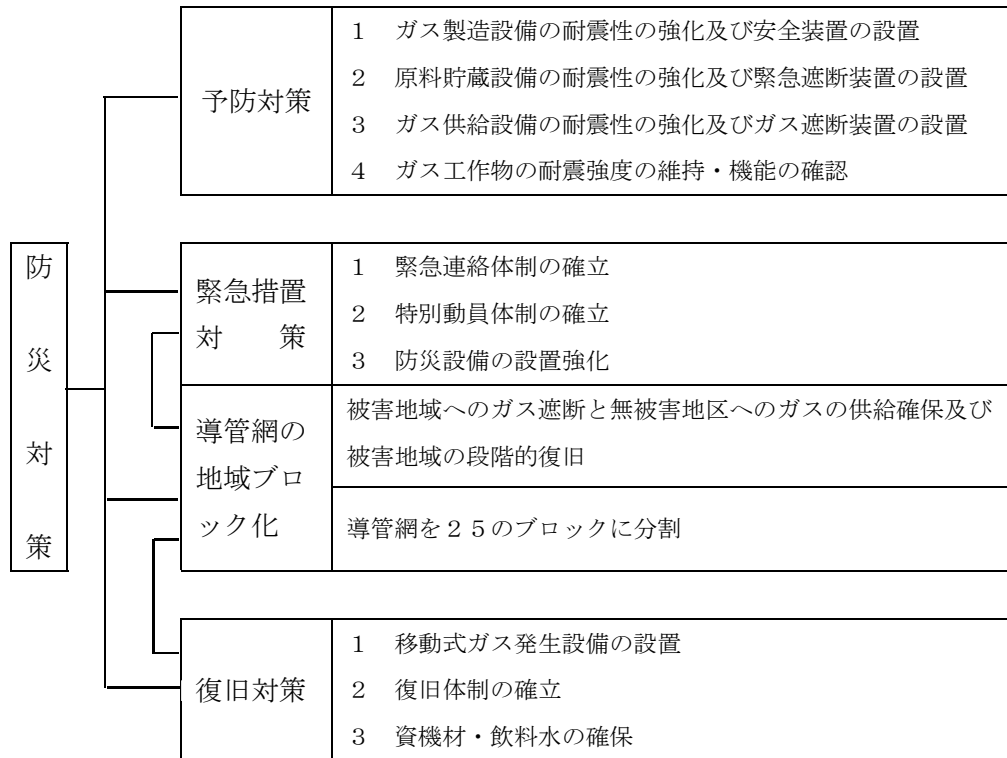 防災対策
予防対策
１　ガス製造設備の耐震性の強化及び安全装置の設置
２　原料貯蔵設備の耐震性の強化及び緊急遮断装置の設置
３　ガス供給設備の耐震性の強化及びガス遮断装置の設置
４　ガス工作物の耐震強度の維持・機能の確認
緊急措置
対　　策
１　緊急連絡体制の確立
２　特別動員体制の確立
３　防災設備の設置強化
導管網の
地域ブロ
ック化
被害地域へのガス遮断と無被害地区へのガスの供給確保及び
被害地域の段階的復旧
導管網を２５のブロックに分割
復旧対策
１　移動式ガス発生設備の設置
２　復旧体制の確立
３　資機材・飲料水の確保